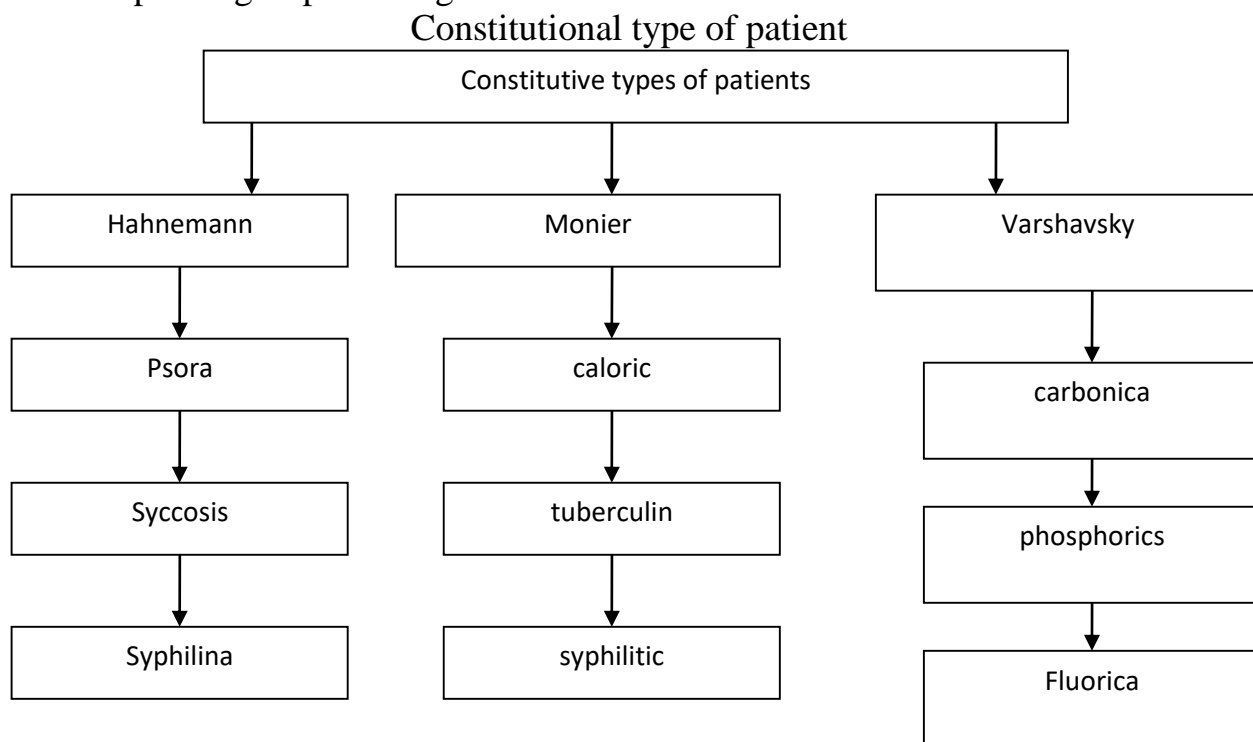 Constitutional type of patient
Constitutive types of patients
Hahnemann
Monier
Varshavsky
Psora
caloric
carbonica
Syccosis
tuberculin
phosphorics
Syphilina
syphilitic
Fluorica